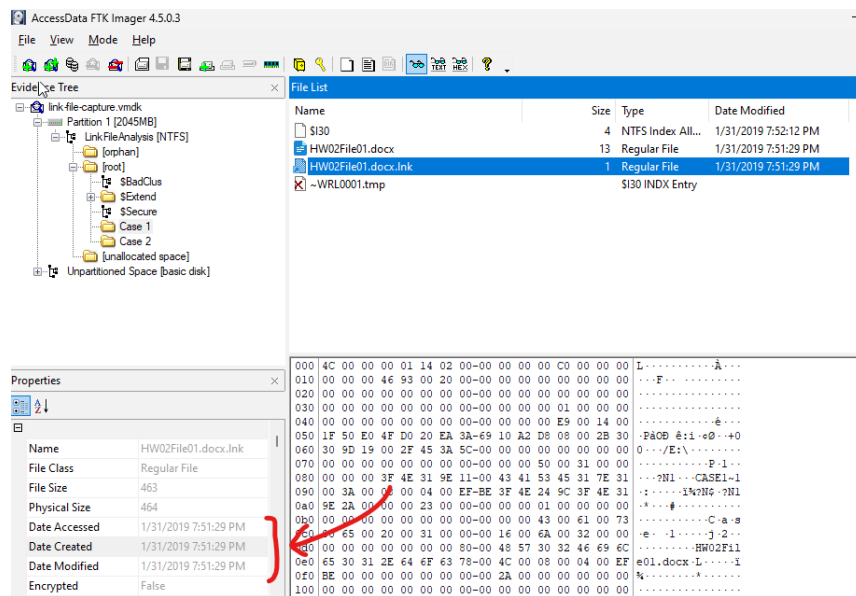 AccessData FTK Imager 4.5.0.3
File View Mode Help
Evidence Tree
File List
link-file-capture.vmdk
Partition 1 [2045MB]
LinkFileAnalysis [NTFS]
[orphan]
[root]
$BadClus
$Extend
$Secure
Case 1
Case 2
[unallocated space]
Unpartitioned Space [basic disk]
Name Size Type Date Modified
$I30 4 NTFS Index All... 1/31/2019 7:52:12 PM
HW02File01.docx 13 Regular File 1/31/2019 7:51:29 PM
HW02File01.docx.lnk 1 Regular File 1/31/2019 7:51:29 PM
~WRL0001.tmp $I30 INDX Entry
Properties
Name HW02File01.docx.lnk
File Class Regular File
File Size 463
Physical Size 464
Date Accessed 1/31/2019 7:51:29 PM
Date Created 1/31/2019 7:51:29 PM
Date Modified 1/31/2019 7:51:29 PM
Encrypted False
000 4C 00 00 00 01 14 02 00-00 00 00 00 C0 00 00 00 L···········À···
010 00 00 00 46 93 00 20 00-00 00 00 00 00 00 00 00 ···F·· ·········
020 00 00 00 00 00 00 00 00-00 00 00 00 00 00 00 00 ················
030 00 00 00 00 00 00 00 00-00 00 00 00 01 00 00 00 ················
040 00 00 00 00 00 00 00 00-00 00 00 00 E9 00 14 00 ············é···
050 1F 50 E0 4F D0 20 EA 3A-69 10 A2 D8 08 00 2B 30 ·PàOÐ ê:i·¢Ø··+0
060 30 9D 19 00 2F 45 3A 5C-00 00 00 00 00 00 00 00 0···/E:\········
070 00 00 00 00 00 00 00 00-00 00 00 50 00 31 00 00 ···········P·1··
080 00 00 00 3F 4E 31 9E 11-00 43 41 53 45 31 7E 31 ···?N1···CASE1~1
090 00 3A 00 00 04 00 EF-BE 3F 4E 24 9C 3F 4E 31 ·:·····ï¾?N$·?N1
0a0 9E 2A 00 00 00 23 00 00-00 00 00 01 00 00 00 00 ·*···#··········
0b0 00 00 00 00 00 00 00-00 00 00 00 43 00 61 00 73 ···········C·a·s
65 00 20 00 31 00 00-00 16 00 6A 00 32 00 00 ·e· ·1·····j·2··
00 00 00 00 00 00 80-00 48 57 30 32 46 69 6C ········HW02Fil
0e0 65 30 31 2E 64 6F 63 78-00 4C 00 08 00 04 00 EF e01.docx·L·····ï
0f0 BE 00 00 00 00 00 00 00-00 2A 00 00 00 00 00 00 ¾········*······
100 00 00 00 00 00 00 00 00-00 00 00 00 00 00 00 00 ················